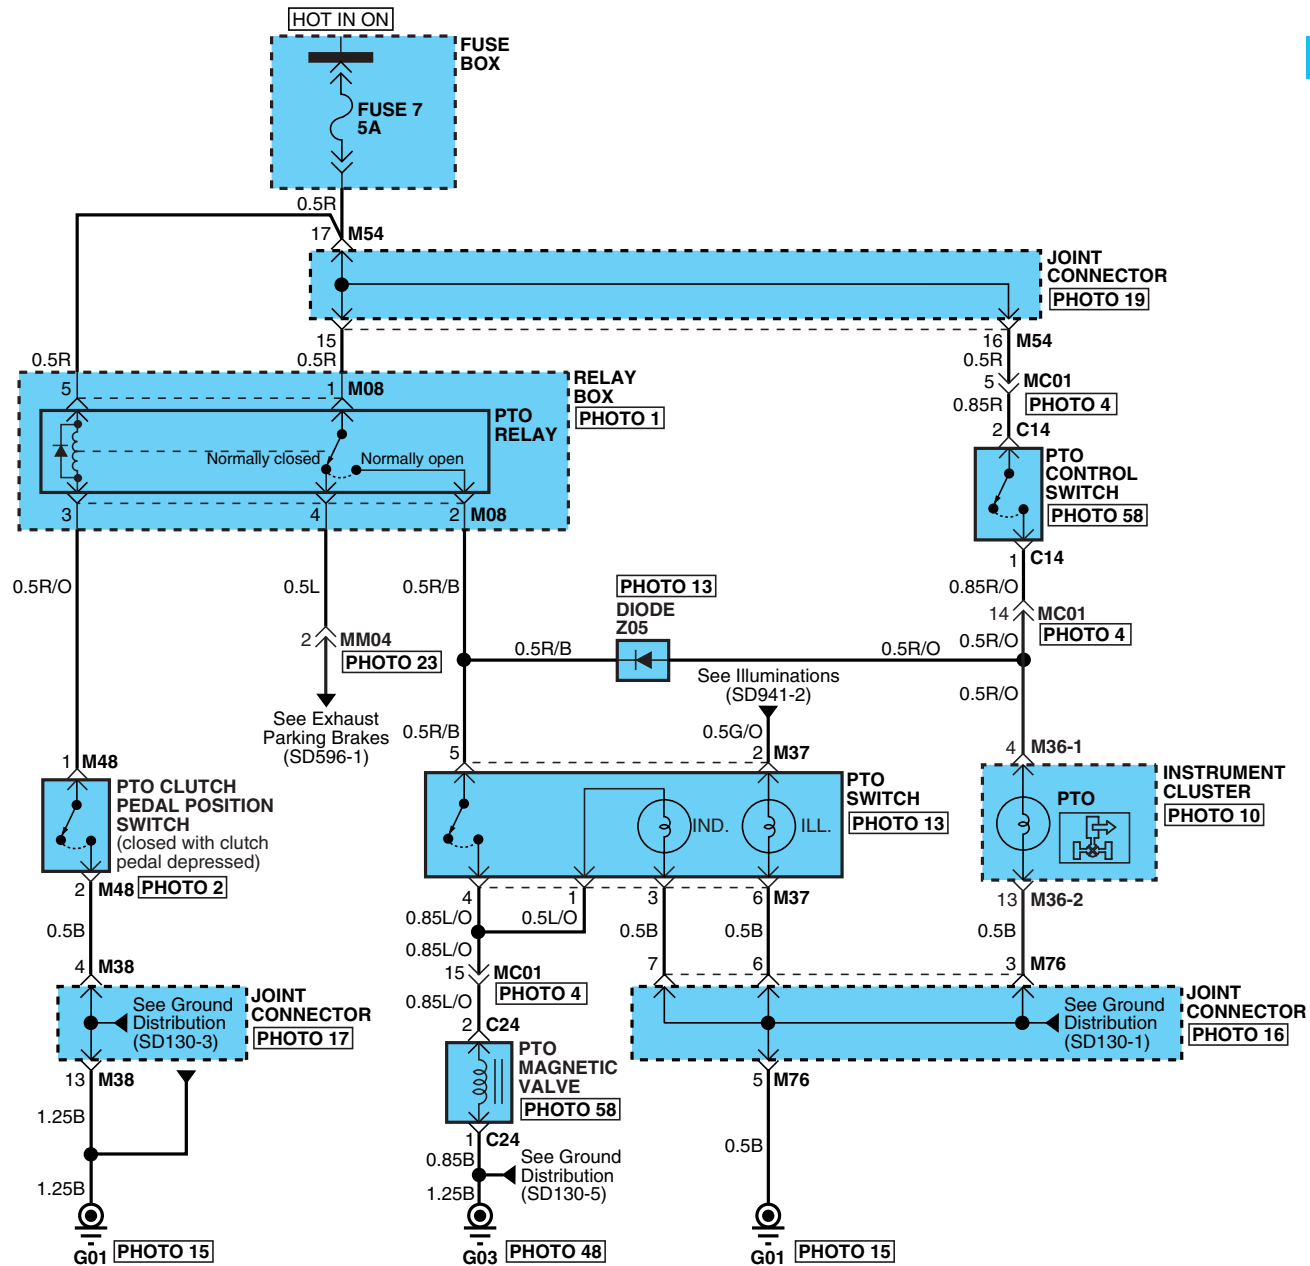 HOT IN ON
FUSE
BOX
FUSE 7
5A
0.5R
17 M54
JOINT
CONNECTOR
PHOTO 19
15
0.5R
0.5R
16 M54
0.5R
5 MC01
PHOTO 4
0.85R
2 C14
5
1 M08
RELAY
BOX
PHOTO 1
PTO
RELAY
Normally closed
Normally open
3
4
2 M08
PTO
CONTROL
SWITCH
PHOTO 58
1 C14
0.85R/O
14 MC01
PHOTO 4
0.5R/O
0.5R/O
0.5L
0.5R/B
PHOTO 13
DIODE
Z05
2 MM04
PHOTO 23
0.5R/B
0.5R/O
0.5R/O
See Illuminations
(SD941-2)
See Exhaust
Parking Brakes
(SD596-1)
0.5R/B
0.5G/O
5
2 M37
4 M36-1
1 M48
PTO CLUTCH
PEDAL POSITION
SWITCH
(closed with clutch
pedal depressed)
2 M48
PHOTO 2
PTO
SWITCH
PHOTO 13
IND.
ILL.
INSTRUMENT
CLUSTER
PHOTO 10
PTO
4
1
3
6 M37
13 M36-2
0.85L/O
0.5L/O
0.5B
0.5B
0.5B
0.5B
0.85L/O
4 M38
15 MC01
PHOTO 4
7
6
3 M76
See Ground
Distribution
(SD130-3)
JOINT
CONNECTOR
PHOTO 17
0.85L/O
2 C24
PTO
MAGNETIC
VALVE
PHOTO 58
See Ground
Distribution
(SD130-1)
JOINT
CONNECTOR
PHOTO 16
13 M38
5 M76
1.25B
1 C24
0.85B
See Ground
Distribution
(SD130-5)
0.5B
1.25B
1.25B
G01 PHOTO 15
G03 PHOTO 48
G01 PHOTO 15